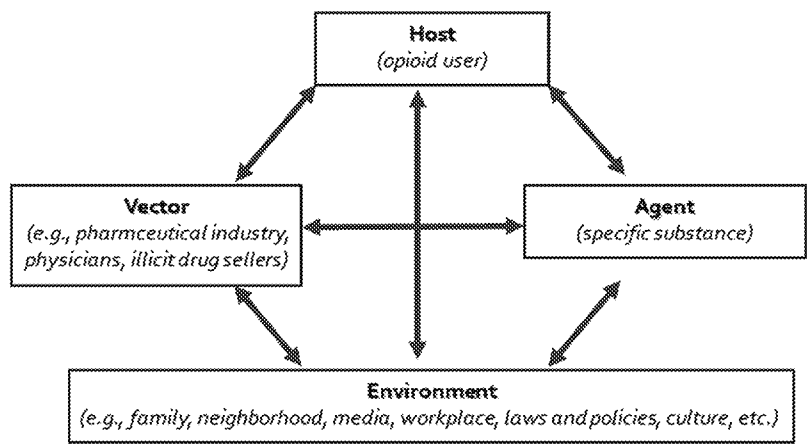 Host
(opioid user)
Vector
(e.g., pharmceutical industry,
physicians, illicit drug sellers)
Agent
(specific substance)
Environment
(e.g., family, neighborhood, media, workplace, laws and policies, culture, etc.)